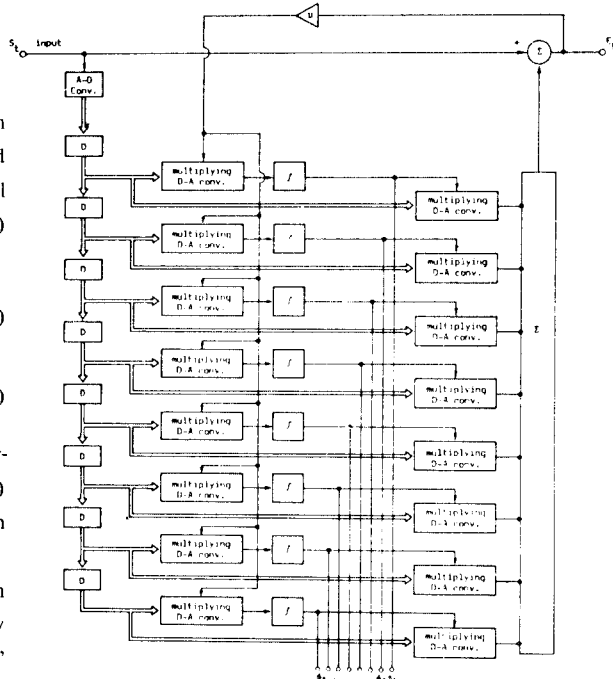 S_t input
u
+
Σ
A-D
Conv.
D
multiplying
D-A conv.
∫
multiplying
D-A conv.
D
multiplying
D-A conv.
∫
multiplying
D-A conv.
D
multiplying
D-A conv.
∫
multiplying
D-A conv.
D
multiplying
D-A conv.
∫
multiplying
D-A conv.
Σ
D
multiplying
D-A conv.
∫
multiplying
D-A conv.
D
multiplying
D-A conv.
∫
multiplying
D-A conv.
D
multiplying
D-A conv.
∫
multiplying
D-A conv.
D
multiplying
D-A conv.
∫
multiplying
D-A conv.